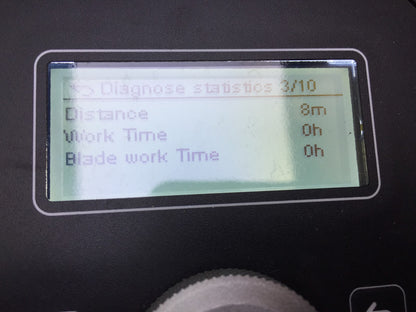 Diagnose statistics 3/10
Distance 8m
Work Time 0h
Blade work Time 0h